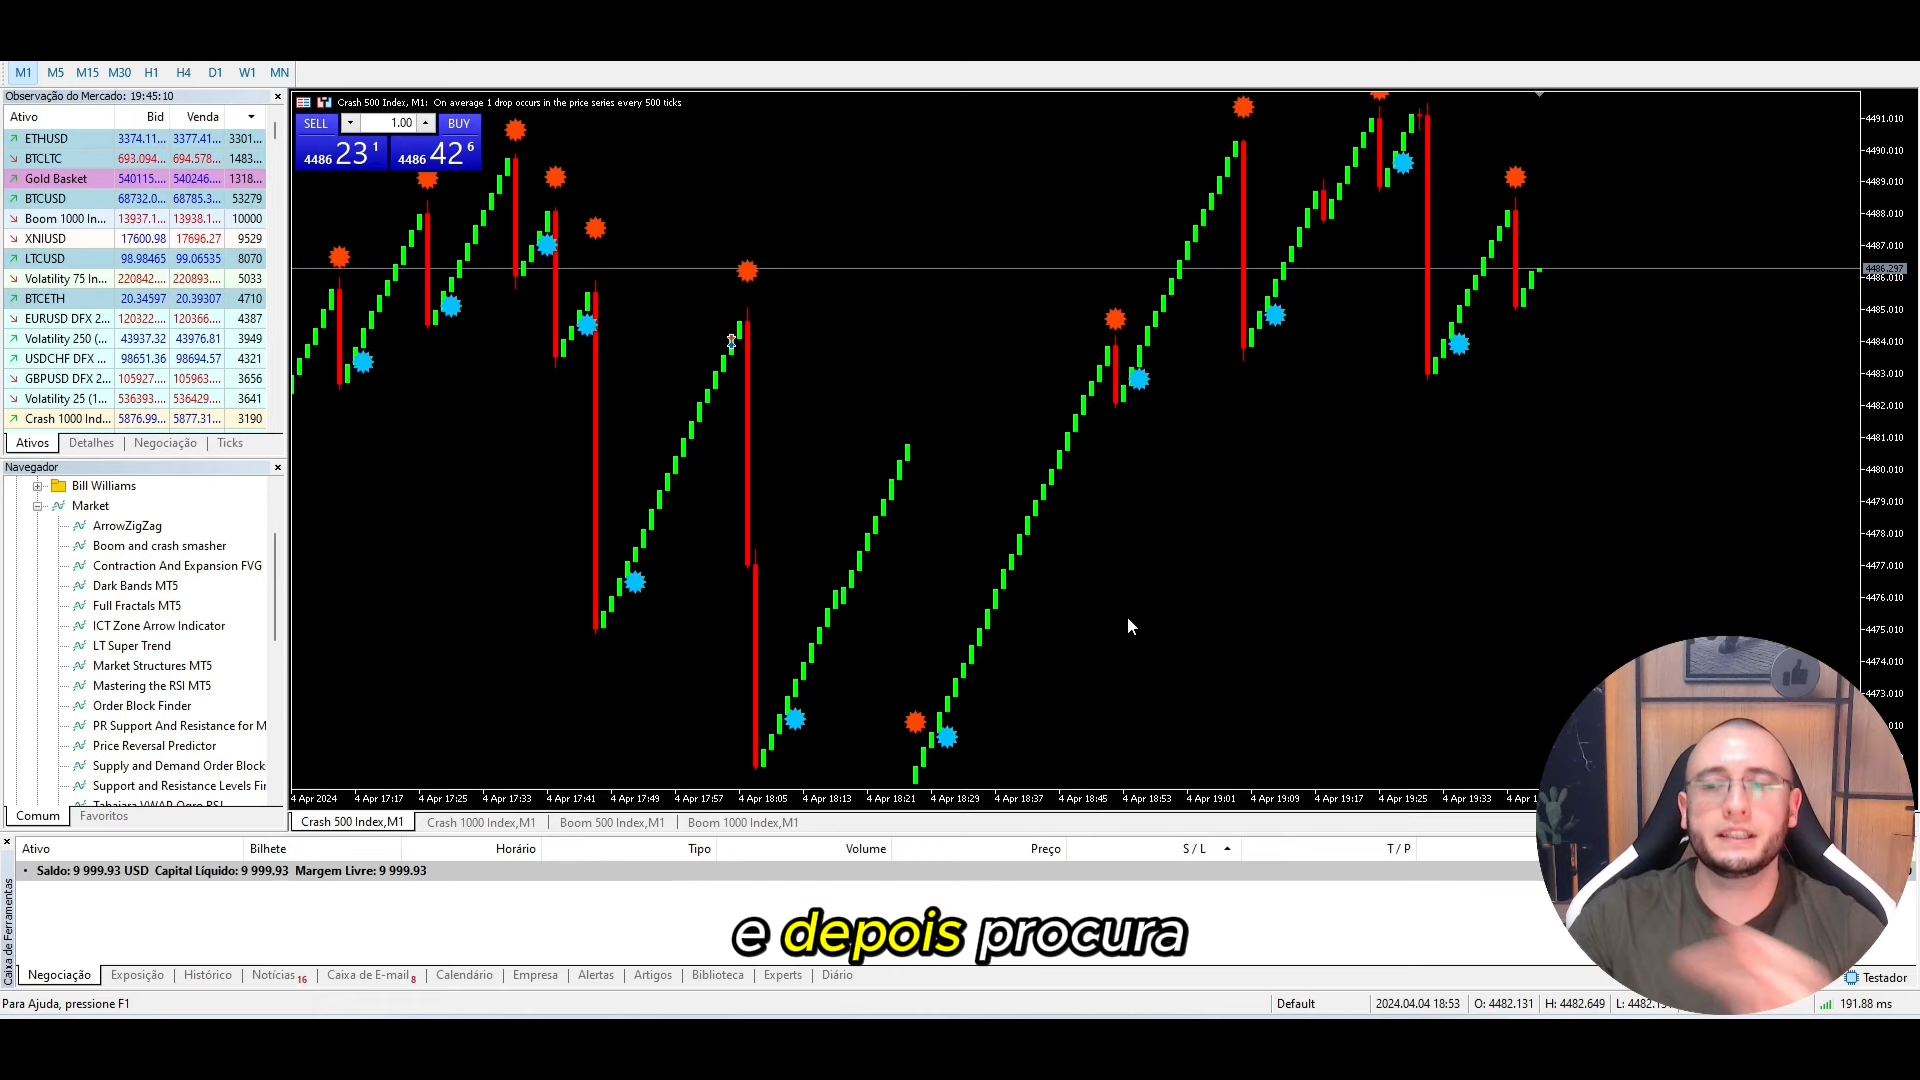 M1 M5 M15 M30 H1 H4 D1 W1 MN
Observação do Mercado: 19:45:10
Ativo Bid Venda
ETHUSD 3374.11... 3377.41... 3301...
BTCLTC 693.094... 694.578... 1483...
Gold Basket 540115.... 540246.... 1318...
BTCUSD 68732.0... 68785.3... 53279
Boom 1000 In... 13937.1... 13938.1... 10000
XNIUSD 17600.98 17696.27 9529
LTCUSD 98.98465 99.06535 8070
Volatility 75 In... 220842.... 220893.... 5033
BTCETH 20.34597 20.39307 4710
EURUSD DFX 2... 120322.... 120366.... 4387
Volatility 250 (... 43937.32 43976.81 3949
USDCHF DFX ... 98651.36 98694.57 4321
GBPUSD DFX 2... 105927.... 105963.... 3656
Volatility 25 (1... 536393.... 536429.... 3641
Crash 1000 Ind... 5876.99... 5877.31... 3190
Ativos Detalhes Negociação Ticks
Navegador
Bill Williams
Market
ArrowZigZag
Boom and crash smasher
Contraction And Expansion FVG
Dark Bands MT5
Full Fractals MT5
ICT Zone Arrow Indicator
LT Super Trend
Market Structures MT5
Mastering the RSI MT5
Order Block Finder
PR Support And Resistance for M
Price Reversal Predictor
Supply and Demand Order Block
Support and Resistance Levels Fir
Comum Favoritos
Crash 500 Index, M1: On average 1 drop occurs in the price series every 500 ticks
SELL 1.00 BUY
4486 23 1 4486 42 6
4491.010
4490.010
4489.010
4488.010
4487.010
4486.297
4486.010
4485.010
4484.010
4483.010
4482.010
4481.010
4480.010
4479.010
4478.010
4477.010
4476.010
4475.010
4474.010
4473.010
4 Apr 2024 4 Apr 17:17 4 Apr 17:25 4 Apr 17:33 4 Apr 17:41 4 Apr 17:49 4 Apr 17:57 4 Apr 18:05 4 Apr 18:13 4 Apr 18:21 4 Apr 18:29 4 Apr 18:37 4 Apr 18:45 4 Apr 18:53 4 Apr 19:01 4 Apr 19:09 4 Apr 19:17 4 Apr 19:25 4 Apr 19:33
Crash 500 Index,M1 Crash 1000 Index,M1 Boom 500 Index,M1 Boom 1000 Index,M1
Caixa de Ferramentas
Ativo Bilhete Horário Tipo Volume Preço S / L T / P
Saldo: 9 999.93 USD Capital Líquido: 9 999.93 Margem Livre: 9 999.93
e depois procura
Negociação Exposição Histórico Notícias 16 Caixa de E-mail 8 Calendário Empresa Alertas Artigos Biblioteca Experts Diário
Testador
Para Ajuda, pressione F1 Default 2024.04.04 18:53 O: 4482.131 H: 4482.649 191.88 ms